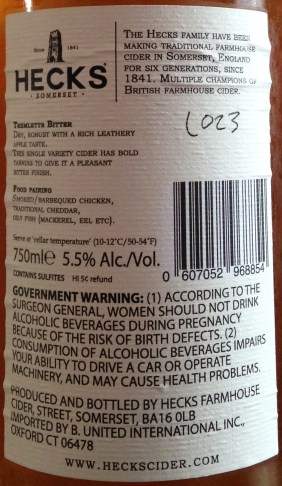 Since 1841
HECKS
· SOMERSET ·
THE HECKS FAMILY HAVE BEEN
MAKING TRADITIONAL FARMHOUSE
CIDER IN SOMERSET, ENGLAND
FOR SIX GENERATIONS, SINCE
1841. MULTIPLE CHAMPIONS OF
BRITISH FARMHOUSE CIDER.
L023
TREMLETTS BITTER
DRY, ROBUST WITH A RICH LEATHERY
APPLE TASTE.
THIS SINGLE VARIETY CIDER HAS BOLD
TANNINS TO GIVE IT A PLEASANT
BITTER FINISH.
FOOD PAIRING
SMOKED/BARBEQUED CHICKEN,
TRADITIONAL CHEDDAR,
OILY FISH (MACKEREL, EEL ETC).
Serve at 'cellar temperature' (10-12°C/50-54°F)
750ml℮ 5.5% Alc./Vol.
CONTAINS SULFITES HI 5¢ refund
0 607052 968854
GOVERNMENT WARNING: (1) ACCORDING TO THE
SURGEON GENERAL, WOMEN SHOULD NOT DRINK
ALCOHOLIC BEVERAGES DURING PREGNANCY
BECAUSE OF THE RISK OF BIRTH DEFECTS. (2)
CONSUMPTION OF ALCOHOLIC BEVERAGES IMPAIRS
YOUR ABILITY TO DRIVE A CAR OR OPERATE
MACHINERY, AND MAY CAUSE HEALTH PROBLEMS.
PRODUCED AND BOTTLED BY HECKS FARMHOUSE
CIDER, STREET, SOMERSET, BA16 0LB
IMPORTED BY B. UNITED INTERNATIONAL INC.,
OXFORD CT 06478
WWW.HECKSCIDER.COM